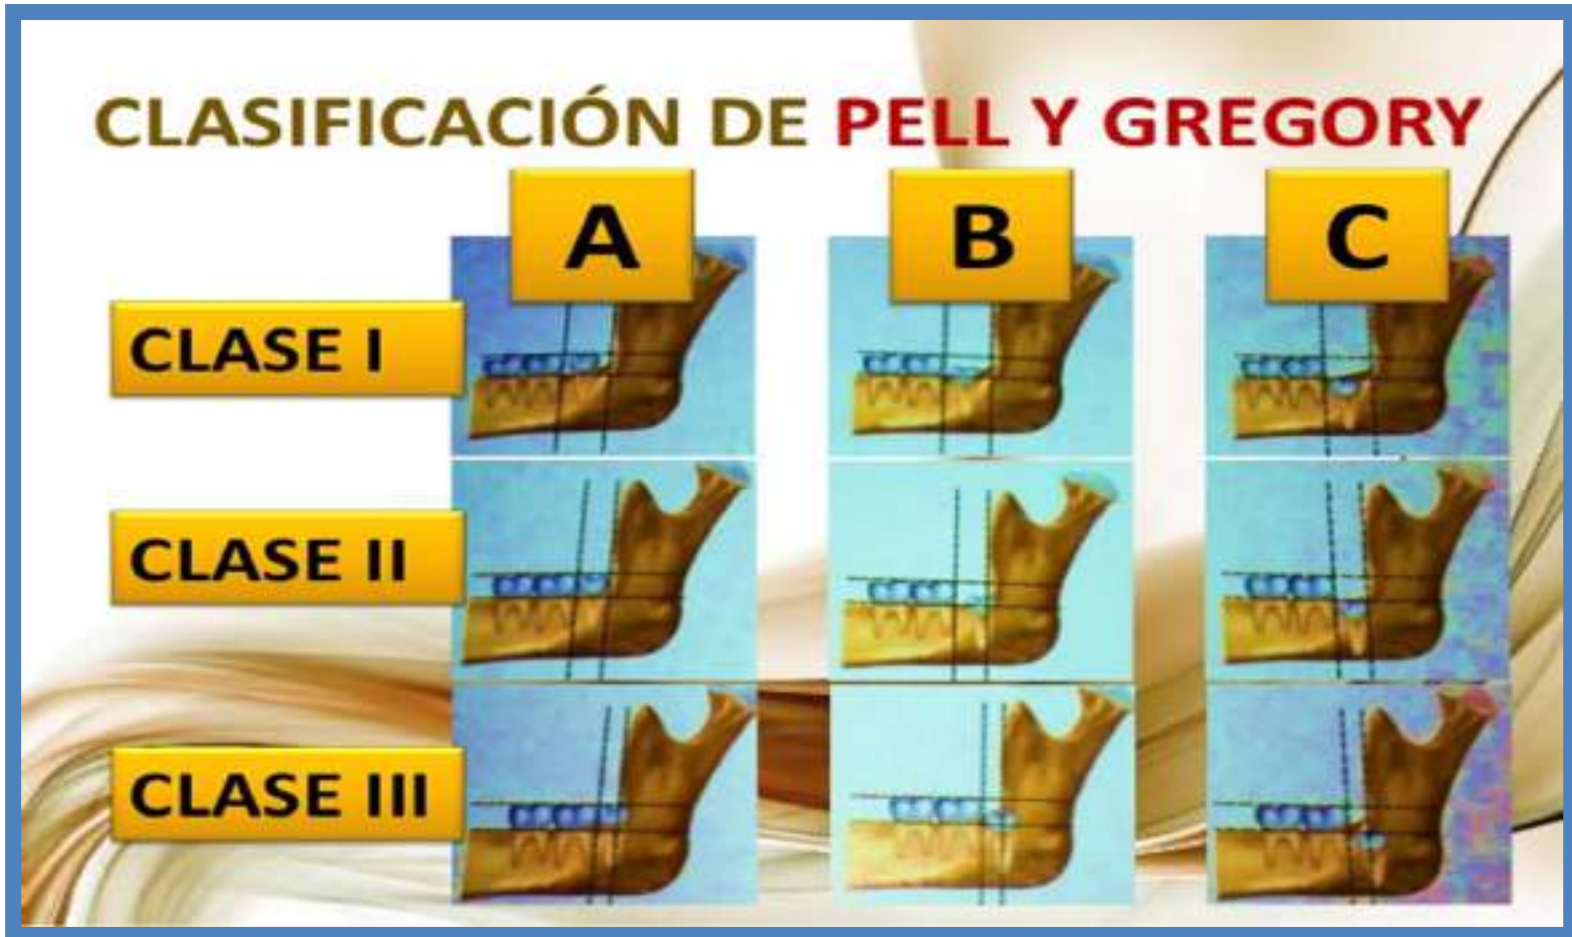 CLASIFICACIÓN DE PELL Y GREGORY
A
B
C
CLASE I
CLASE II
CLASE III